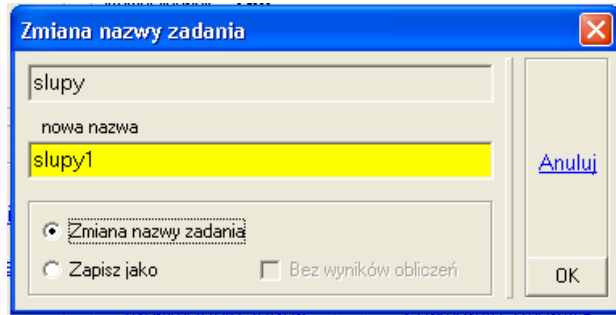 Zmiana nazwy zadania
slupy
nowa nazwa
slupy1
Anuluj
Zmiana nazwy zadania
Zapisz jako
Bez wyników obliczeń
OK